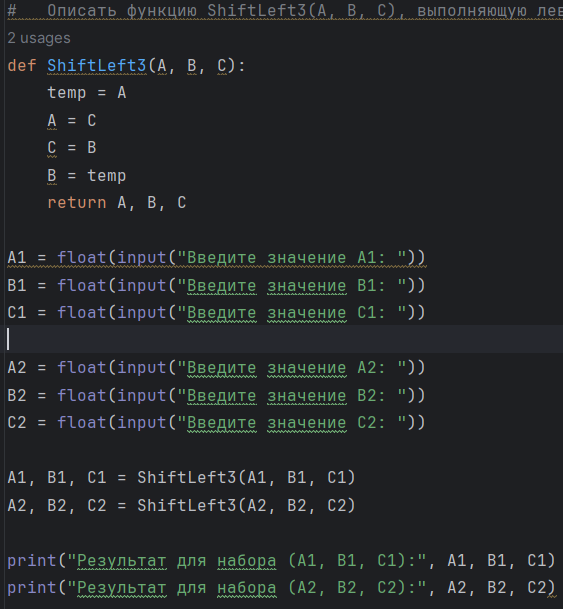 #   Описать функцию ShiftLeft3(A, B, C), выполняющую лев
2 usages
def ShiftLeft3(A, B, C):
    temp = A
    A = C
    C = B
    B = temp
    return A, B, C
A1 = float(input("Введите значение A1: "))
B1 = float(input("Введите значение B1: "))
C1 = float(input("Введите значение C1: "))
A2 = float(input("Введите значение A2: "))
B2 = float(input("Введите значение B2: "))
C2 = float(input("Введите значение C2: "))
A1, B1, C1 = ShiftLeft3(A1, B1, C1)
A2, B2, C2 = ShiftLeft3(A2, B2, C2)
print("Результат для набора (A1, B1, C1):", A1, B1, C1)
print("Результат для набора (A2, B2, C2):", A2, B2, C2)